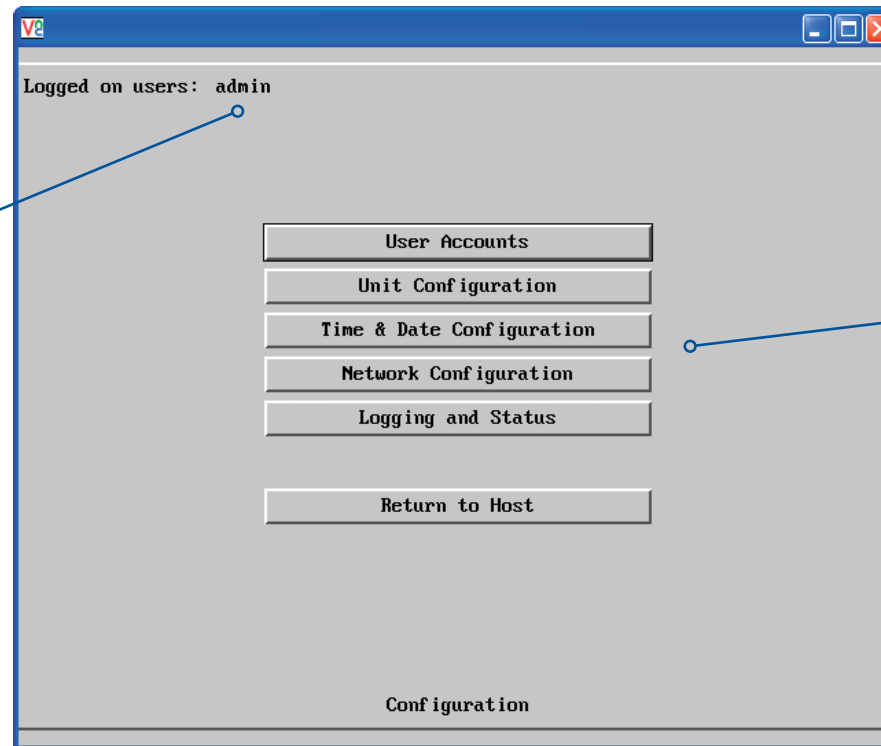 V2
Logged on users: admin
User Accounts
Unit Configuration
Time & Date Configuration
Network Configuration
Logging and Status
Return to Host
Configuration